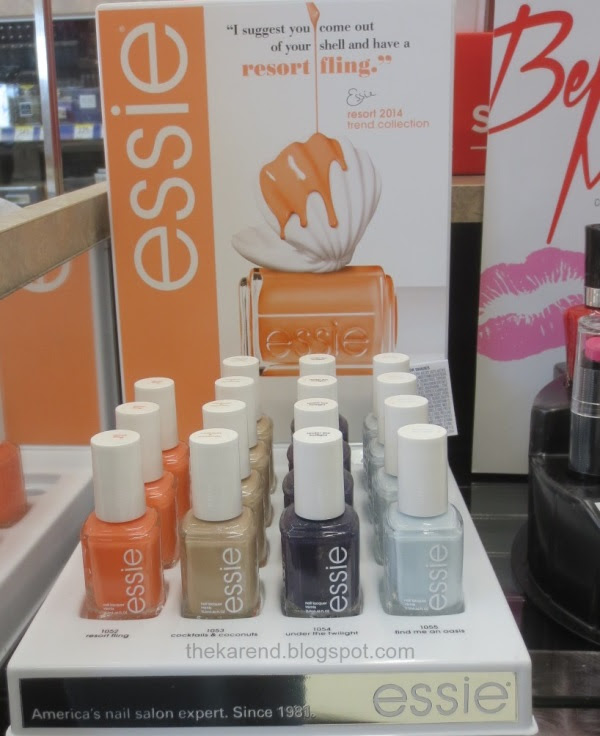 essie
"I suggest you come out
of your shell and have a
resort fling."
Essie
resort 2014
trend collection
essie
Be
S
essie
essie
essie
essie
1052
resort fling
1053
cocktails & coconuts
1054
under the twilight
1055
find me an oasis
thekarend.blogspot.com
America's nail salon expert. Since 1981.
essie